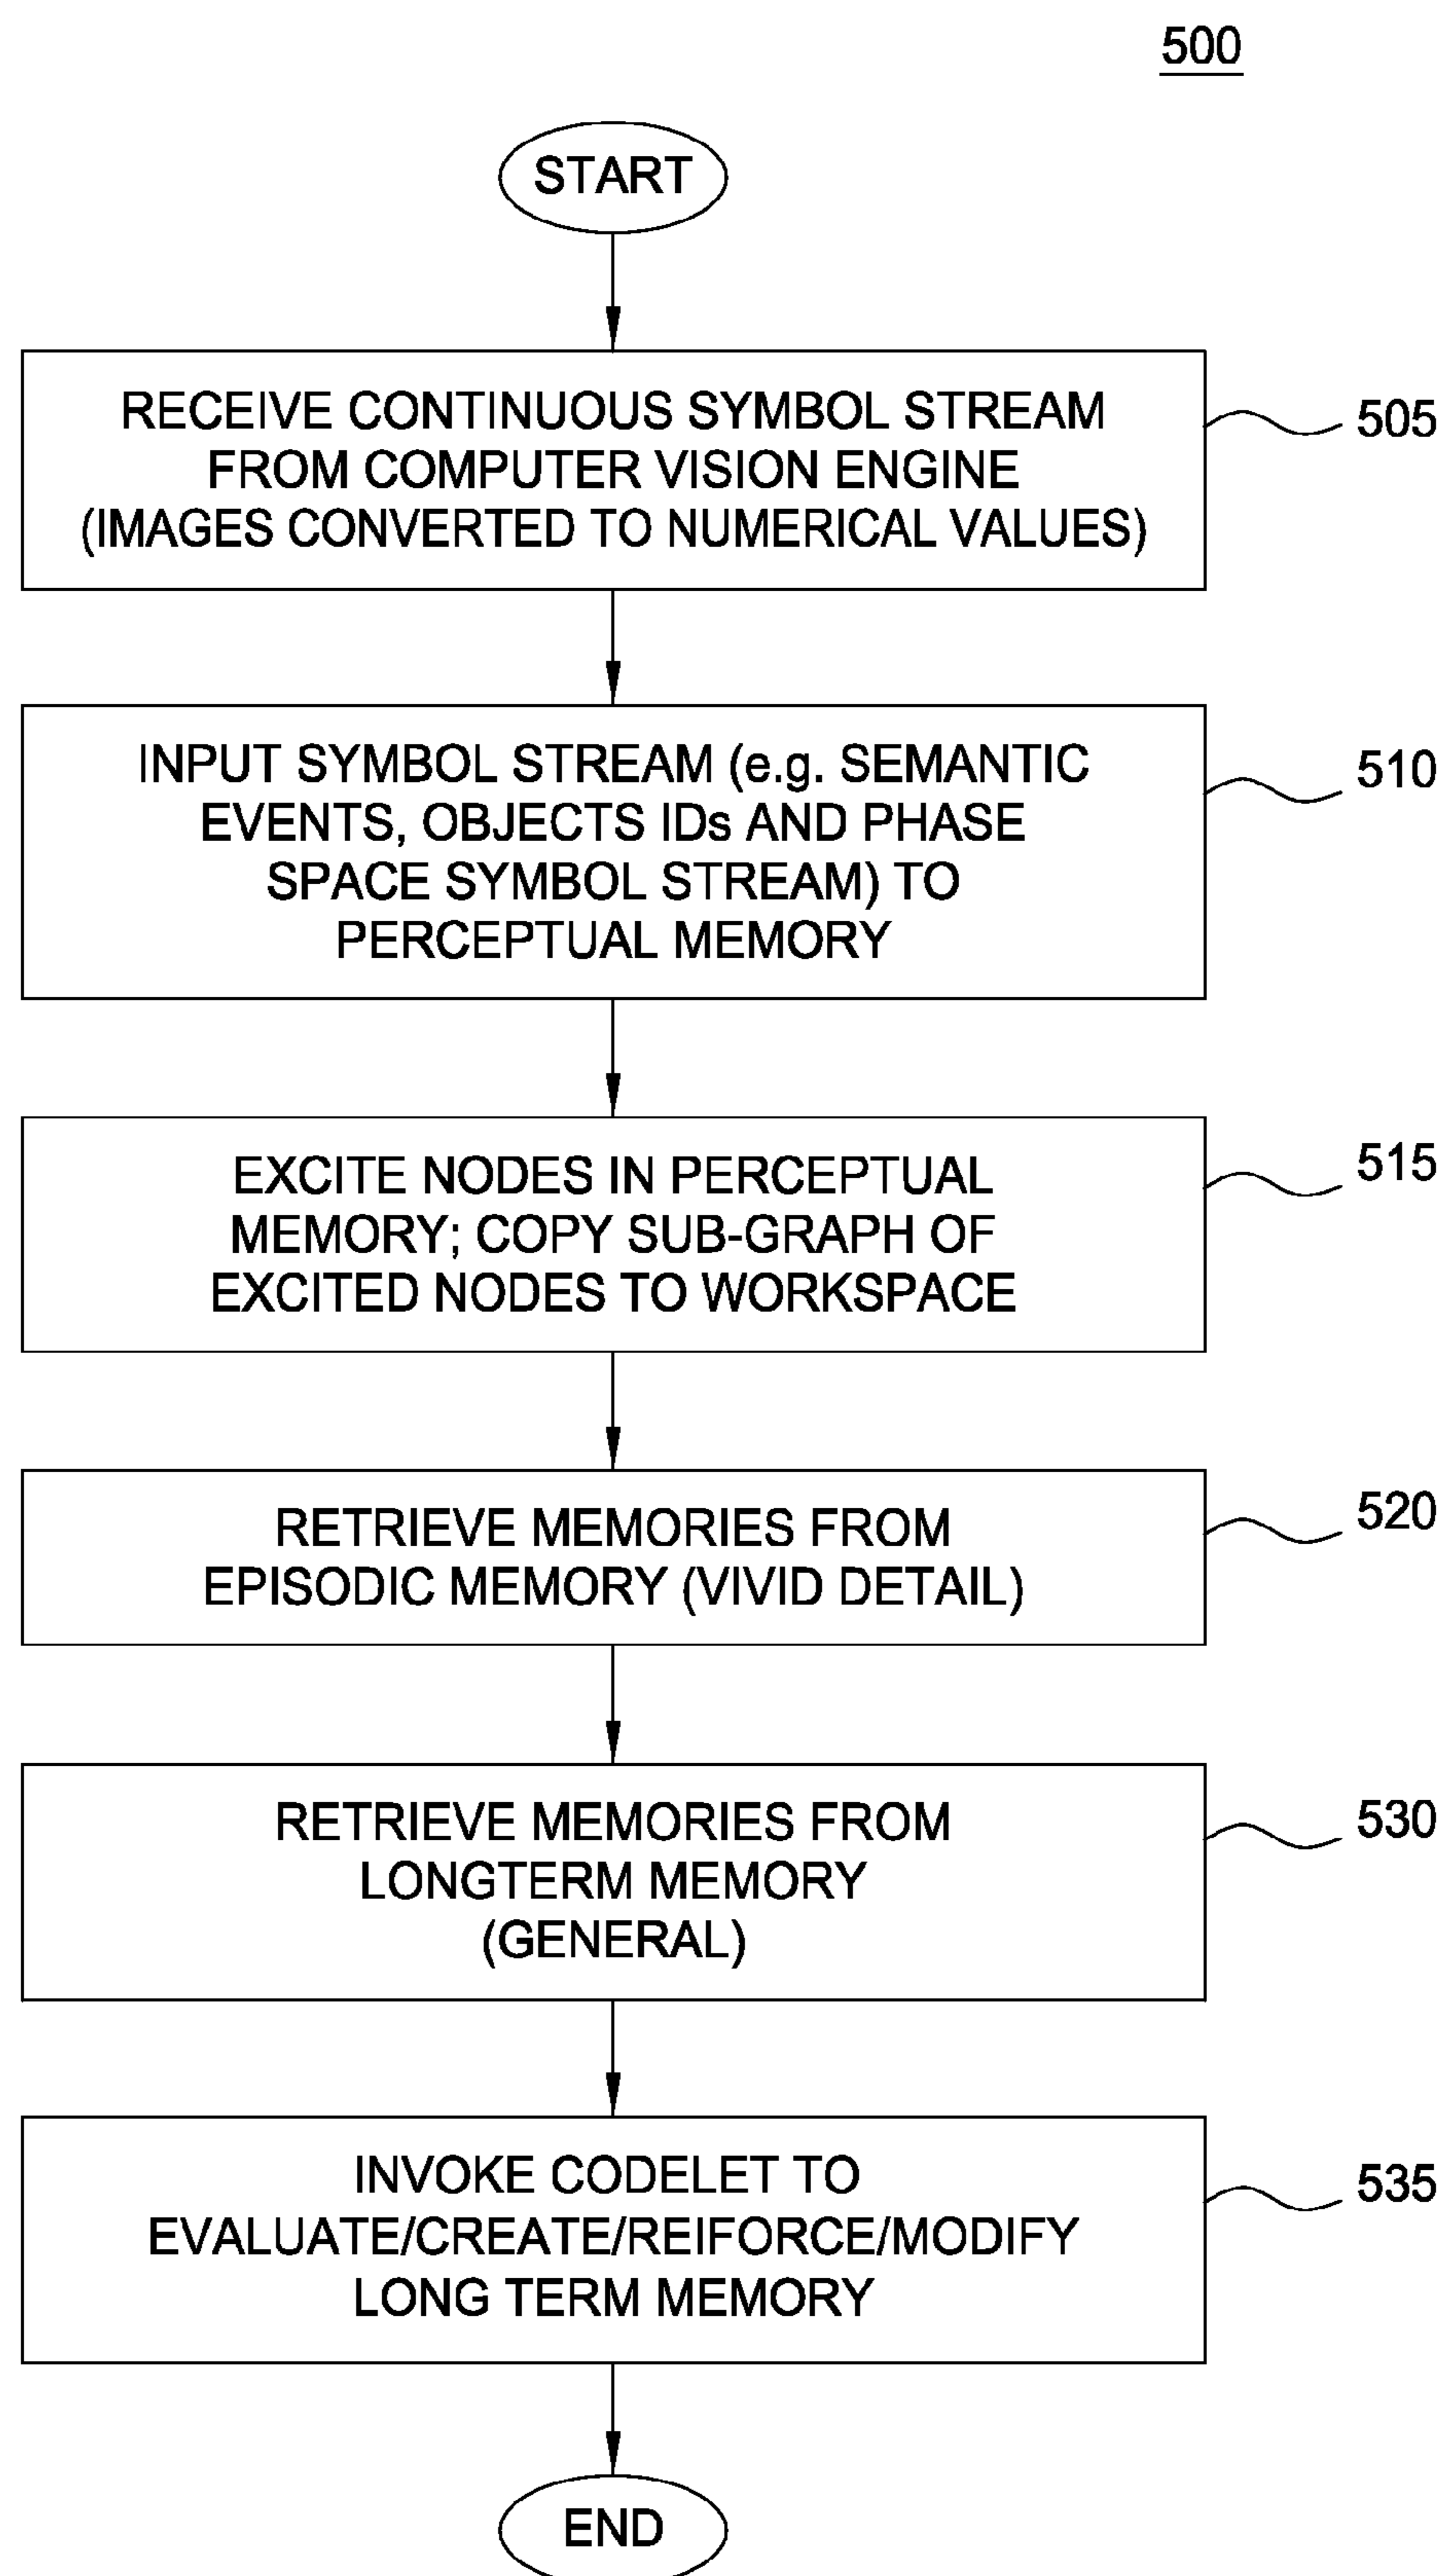 500
START
RECEIVE CONTINUOUS SYMBOL STREAM
FROM COMPUTER VISION ENGINE
(IMAGES CONVERTED TO NUMERICAL VALUES)
505
INPUT SYMBOL STREAM (e.g. SEMANTIC
EVENTS, OBJECTS IDs AND PHASE
SPACE SYMBOL STREAM) TO
PERCEPTUAL MEMORY
510
EXCITE NODES IN PERCEPTUAL
MEMORY; COPY SUB-GRAPH OF
EXCITED NODES TO WORKSPACE
515
RETRIEVE MEMORIES FROM
EPISODIC MEMORY (VIVID DETAIL)
520
RETRIEVE MEMORIES FROM
LONGTERM MEMORY
(GENERAL)
530
INVOKE CODELET TO
EVALUATE/CREATE/REIFORCE/MODIFY
LONG TERM MEMORY
535
END